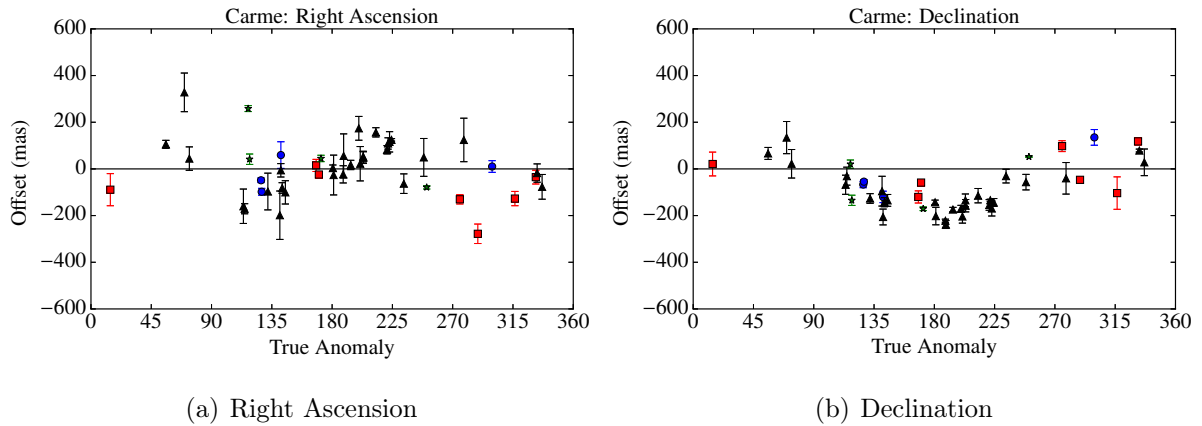 Carme: Right Ascension
600
400
200
0
−200
−400
−600
Offset (mas)
0 45 90 135 180 225 270 315 360
True Anomaly
(a) Right Ascension
Carme: Declination
600
400
200
0
−200
−400
−600
Offset (mas)
0 45 90 135 180 225 270 315 360
True Anomaly
(b) Declination